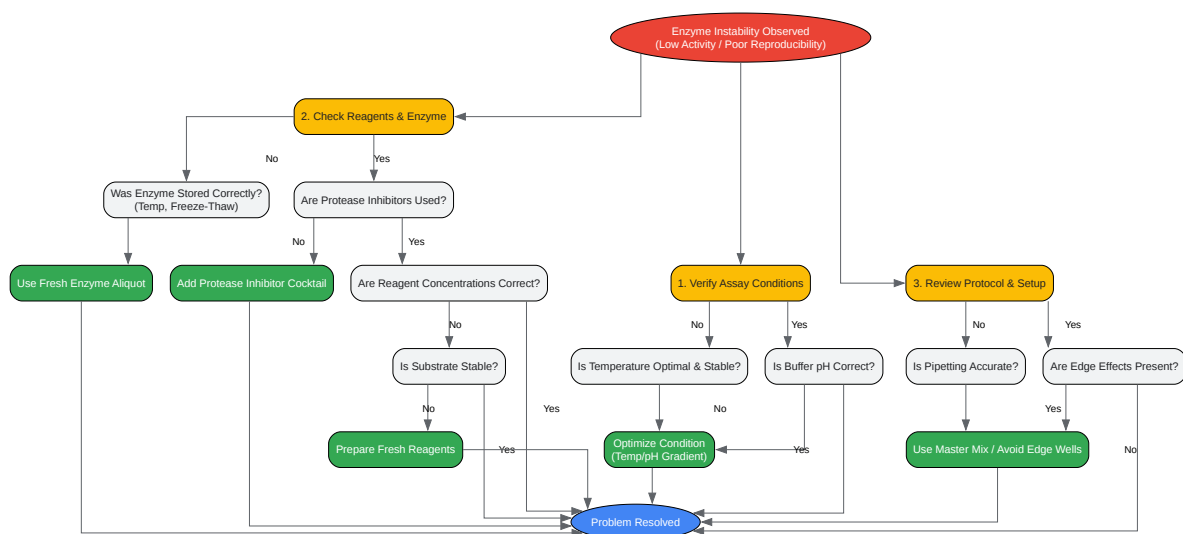 Enzyme Instability Observed
(Low Activity / Poor Reproducibility)
2. Check Reagents & Enzyme
No
Yes
Was Enzyme Stored Correctly?
(Temp, Freeze-Thaw)
Are Protease Inhibitors Used?
No
Yes
Use Fresh Enzyme Aliquot
Add Protease Inhibitor Cocktail
Are Reagent Concentrations Correct?
1. Verify Assay Conditions
3. Review Protocol & Setup
No
No
Yes
No
Yes
Is Substrate Stable?
Is Temperature Optimal & Stable?
Is Buffer pH Correct?
Is Pipetting Accurate?
Are Edge Effects Present?
No
Yes
No
Yes
Prepare Fresh Reagents
Yes
Optimize Condition
(Temp/pH Gradient)
Yes
Use Master Mix / Avoid Edge Wells
No
Problem Resolved